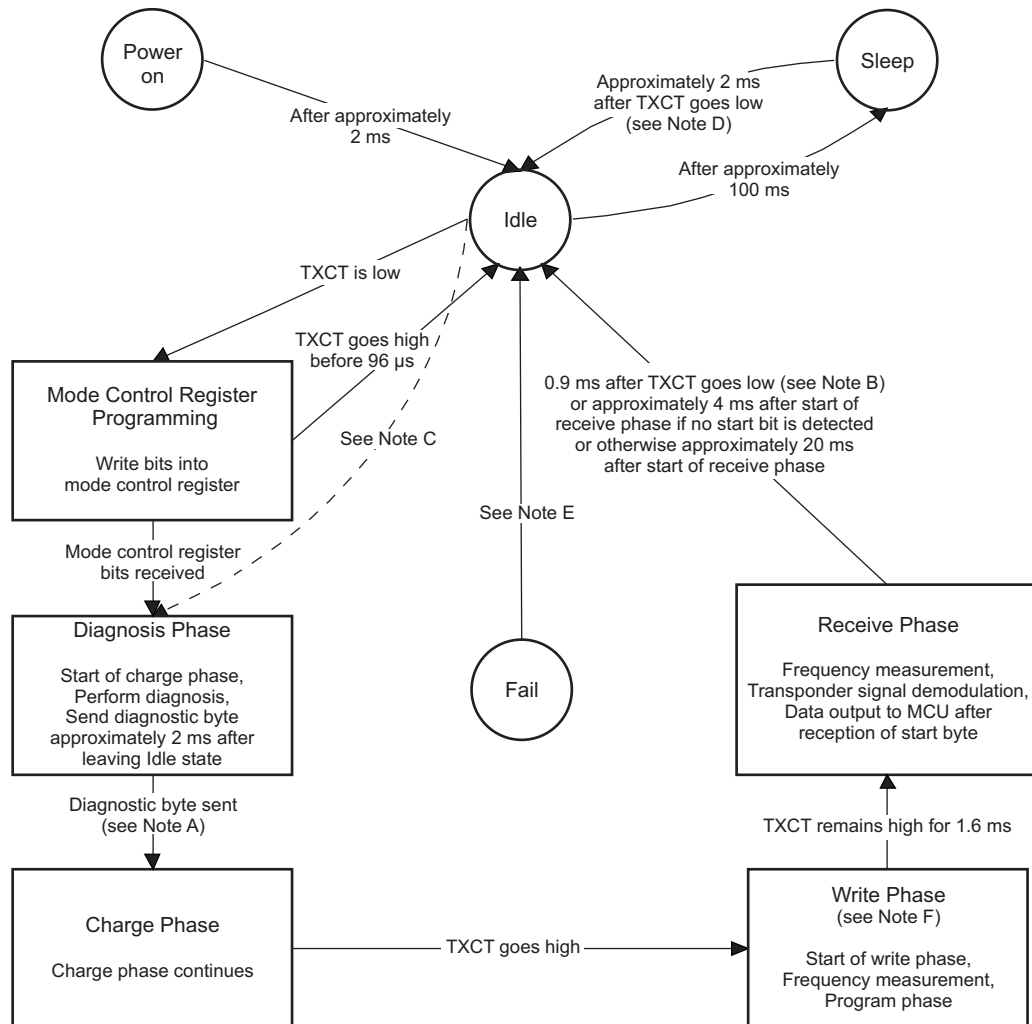 Power
on
Sleep
Approximately 2 ms
after TXCT goes low
(see Note D)
After approximately
2 ms
After approximately
100 ms
Idle
TXCT is low
TXCT goes high
before 96 µs
Mode Control Register
Programming
Write bits into
mode control register
0.9 ms after TXCT goes low (see Note B)
or approximately 4 ms after start of
receive phase if no start bit is detected
or otherwise approximately 20 ms
after start of receive phase
See Note C
See Note E
Mode control register
bits received
Diagnosis Phase
Start of charge phase,
Perform diagnosis,
Send diagnostic byte
approximately 2 ms after
leaving Idle state
Fail
Receive Phase
Frequency measurement,
Transponder signal demodulation,
Data output to MCU after
reception of start byte
Diagnostic byte sent
(see Note A)
TXCT remains high for 1.6 ms
Charge Phase
Charge phase continues
TXCT goes high
Write Phase
(see Note F)
Start of write phase,
Frequency measurement,
Program phase